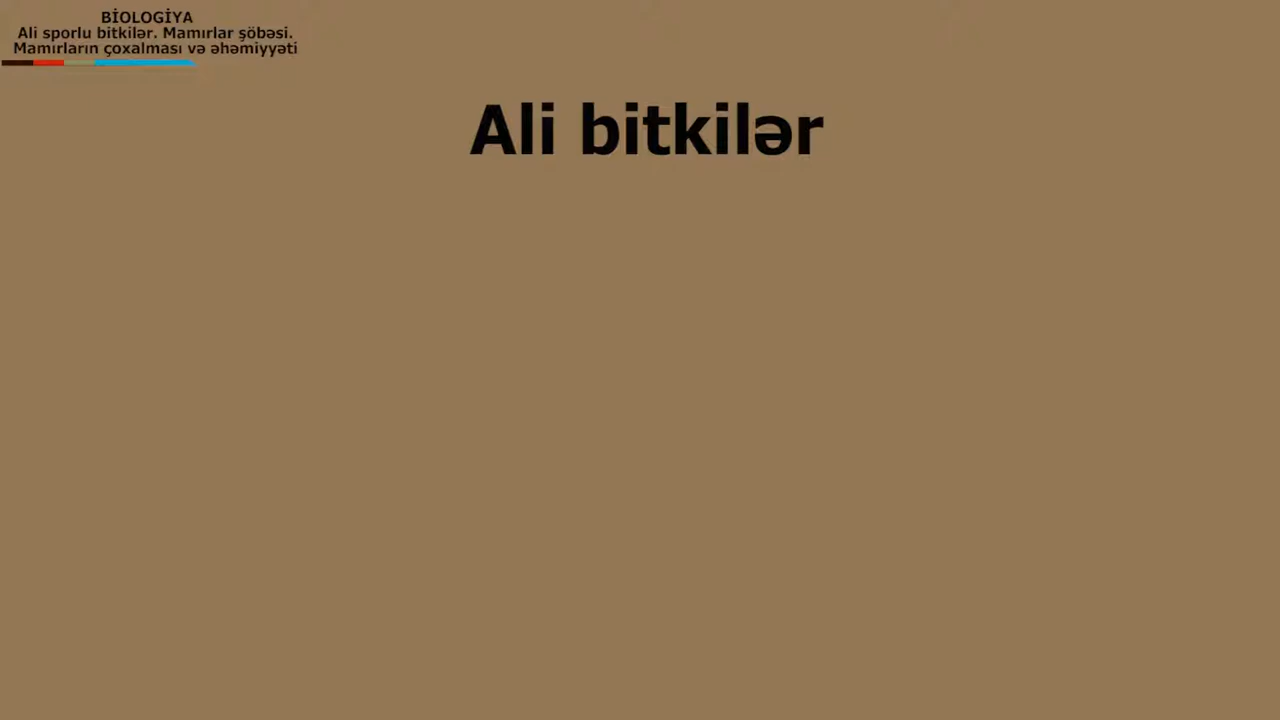 BİOLOGİYA
Ali sporlu bitkilər. Mamırlar şöbəsi.
Mamırların çoxalması və əhəmiyyəti
Ali bitkilər